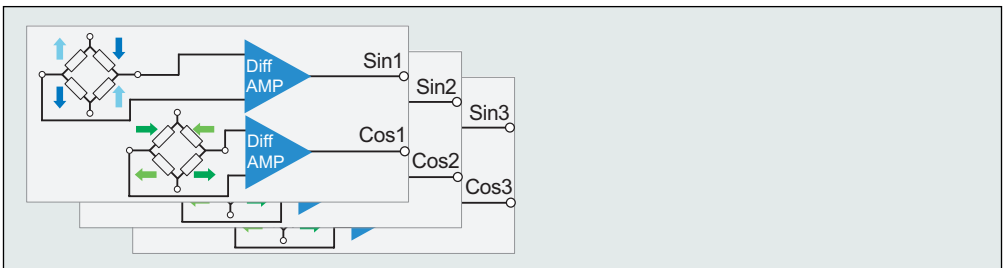 Diff
AMP
Sin1
Sin2
Sin3
Diff
AMP
Cos1
Cos2
Cos3